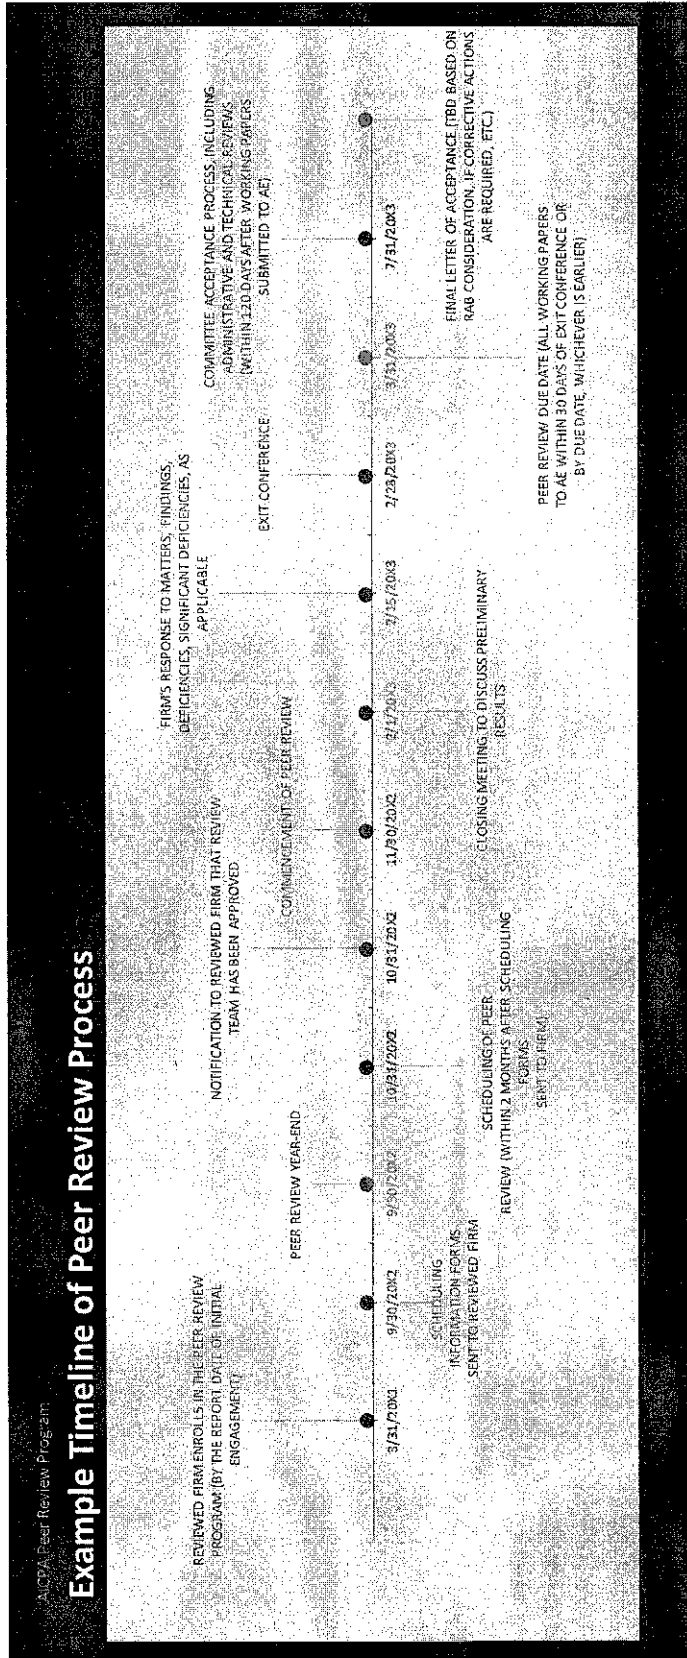 AICPA Peer Review Program
Example Timeline of Peer Review Process
REVIEWED FIRM ENROLLS IN THE PEER REVIEW
PROGRAM (BY THE REPORT DATE OF INITIAL
ENGAGEMENT)
3/31/20X1
9/30/20X2
SCHEDULING
INFORMATION FORMS
SENT TO REVIEWED FIRM
PEER REVIEW YEAR-END
9/30/20X2
10/31/20X2
SCHEDULING OF PEER
REVIEW (WITHIN 2 MONTHS AFTER SCHEDULING
FORMS
SENT TO FIRM)
NOTIFICATION TO REVIEWED FIRM THAT REVIEW
TEAM HAS BEEN APPROVED
10/31/20X2
COMMENCEMENT OF PEER REVIEW
11/30/20X2
2/1/20X3
CLOSING MEETING TO DISCUSS PRELIMINARY
RESULTS
FIRM'S RESPONSE TO MATTERS, FINDINGS,
DEFICIENCIES, SIGNIFICANT DEFICIENCIES, AS
APPLICABLE
2/15/20X3
EXIT CONFERENCE
2/28/20X3
3/31/20X3
PEER REVIEW DUE DATE (ALL WORKING PAPERS
TO AE WITHIN 30 DAYS OF EXIT CONFERENCE OR
BY DUE DATE, WHICHEVER IS EARLIER)
COMMITTEE ACCEPTANCE PROCESS, INCLUDING
ADMINISTRATIVE AND TECHNICAL REVIEWS
(WITHIN 120 DAYS AFTER WORKING PAPERS
SUBMITTED TO AE)
7/31/20X3
FINAL LETTER OF ACCEPTANCE (TBD BASED ON
RAB CONSIDERATION, IF CORRECTIVE ACTIONS
ARE REQUIRED, ETC.)